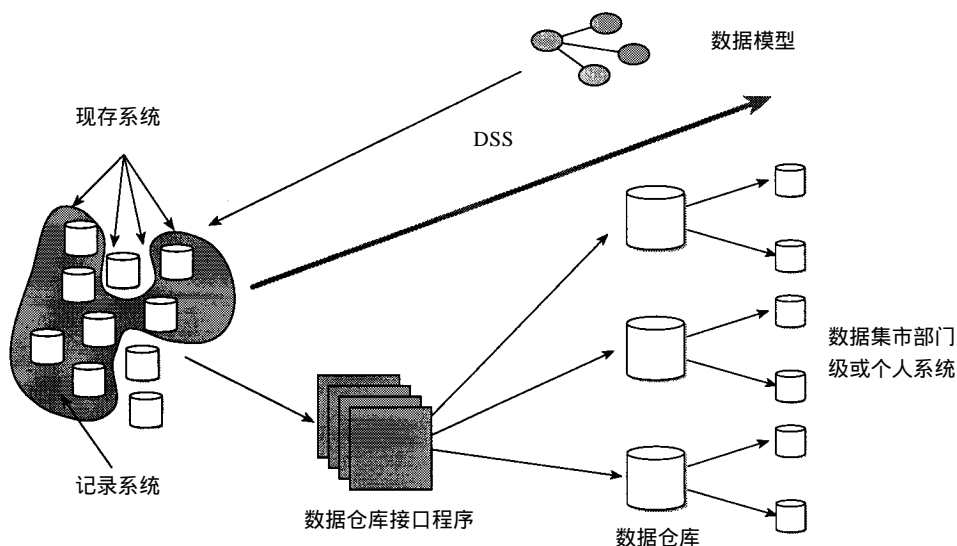 数据模型
现存系统
DSS
数据集市部门
级或个人系统
记录系统
数据仓库接口程序
数据仓库